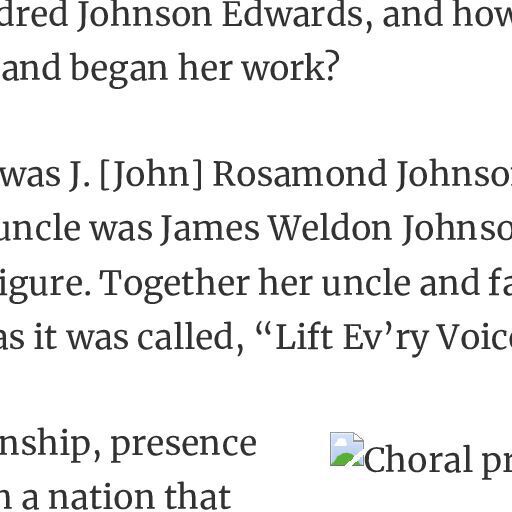 dred Johnson Edwards, and how
and began her work?
was J. [John] Rosamond Johnso
uncle was James Weldon Johnso
igure. Together her uncle and fa
as it was called, “Lift Ev’ry Voic
nship, presence
n a nation that
Choral pr